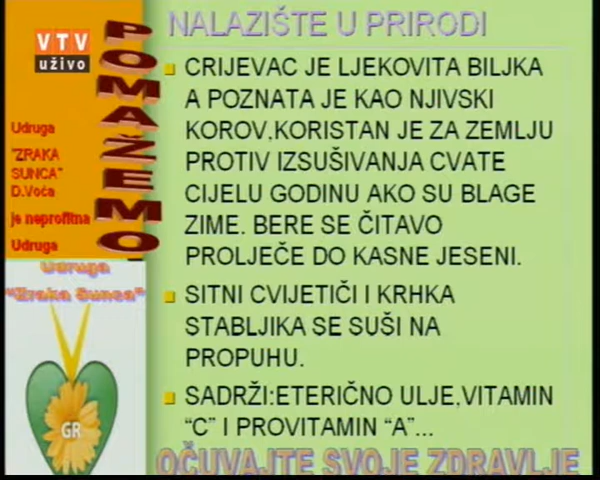 NALAZIŠTE U PRIRODI
VTV
uživo
POMAŽEMO
Udruga
"ZRAKA
SUNCA"
D.Voća
je neprofitna
Udruga
Udruga
"Zraka Sunca"
GR
CRIJEVAC JE LJEKOVITA BILJKA
A POZNATA JE KAO NJIVSKI
KOROV,KORISTAN JE ZA ZEMLJU
PROTIV IZSUŠIVANJA CVATE
CIJELU GODINU AKO SU BLAGE
ZIME. BERE SE ČITAVO
PROLJEČE DO KASNE JESENI.
SITNI CVIJETIČI I KRHKA
STABLJIKA SE SUŠI NA
PROPUHU.
SADRŽI:ETERIČNO ULJE,VITAMIN
“C” I PROVITAMIN “A”...
OČUVAJTE SVOJE ZDRAVLJE